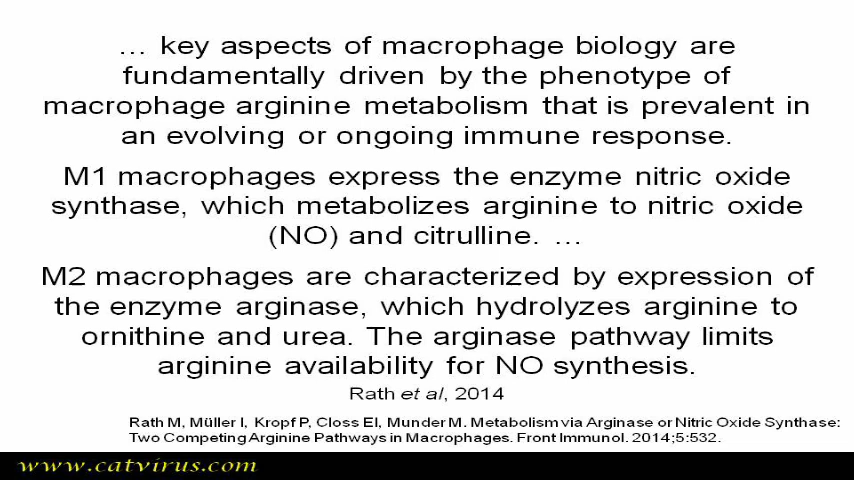 … key aspects of macrophage biology are
fundamentally driven by the phenotype of
macrophage arginine metabolism that is prevalent in
an evolving or ongoing immune response.
M1 macrophages express the enzyme nitric oxide
synthase, which metabolizes arginine to nitric oxide
(NO) and citrulline. …
M2 macrophages are characterized by expression of
the enzyme arginase, which hydrolyzes arginine to
ornithine and urea. The arginase pathway limits
arginine availability for NO synthesis.
Rath et al, 2014
Rath M, Müller I, Kropf P, Closs EI, Munder M. Metabolism via Arginase or Nitric Oxide Synthase:
Two Competing Arginine Pathways in Macrophages. Front Immunol. 2014;5:532.
www.catvirus.com